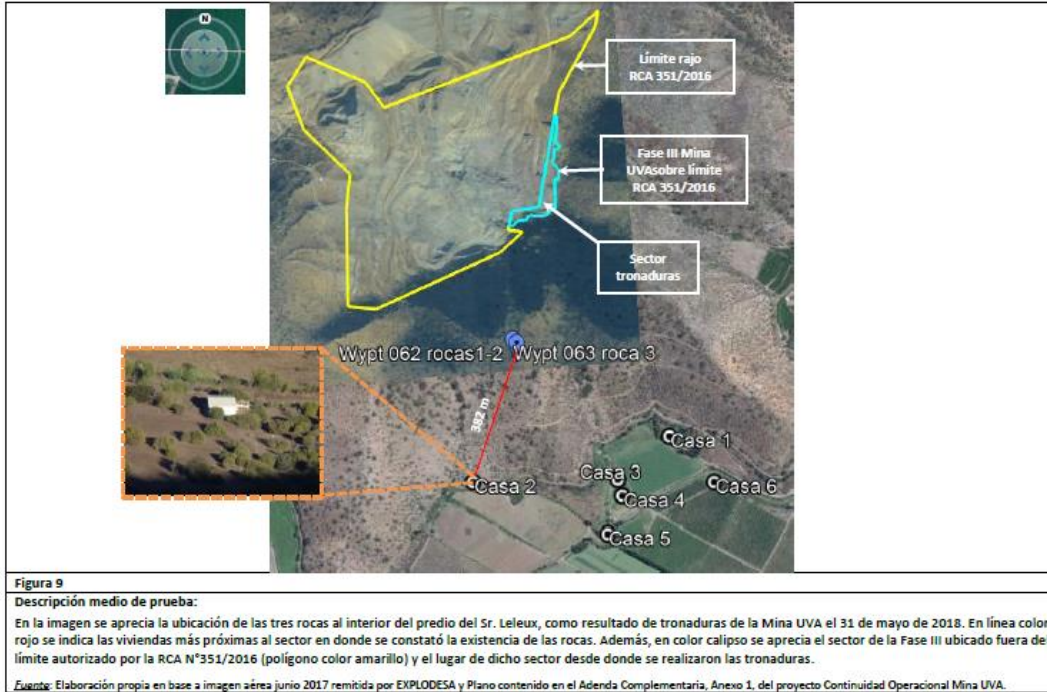 N
Límite rajo
RCA 351/2016
Fase III Mina
UVAsobre límite
RCA 351/2016
Sector
tronaduras
Wypt 062 rocas1-2
Wypt 063 roca 3
382 m
Casa 1
Casa 2
Casa 3
Casa 4
Casa 6
Casa 5
Figura 9
Descripción medio de prueba:
En la imagen se aprecia la ubicación de las tres rocas al interior del predio del Sr. Leleux, como resultado de tronaduras de la Mina UVA el 31 de mayo de 2018. En línea color
rojo se indica las viviendas más próximas al sector en donde se constató la existencia de las rocas. Además, en color calipso se aprecia el sector de la Fase III ubicado fuera del
límite autorizado por la RCA N°351/2016 (polígono color amarillo) y el lugar de dicho sector desde donde se realizaron las tronaduras.
Fuente: Elaboración propia en base a imagen aérea junio 2017 remitida por EXPLODESA y Plano contenido en el Adenda Complementaria, Anexo 1, del proyecto Continuidad Operacional Mina UVA.